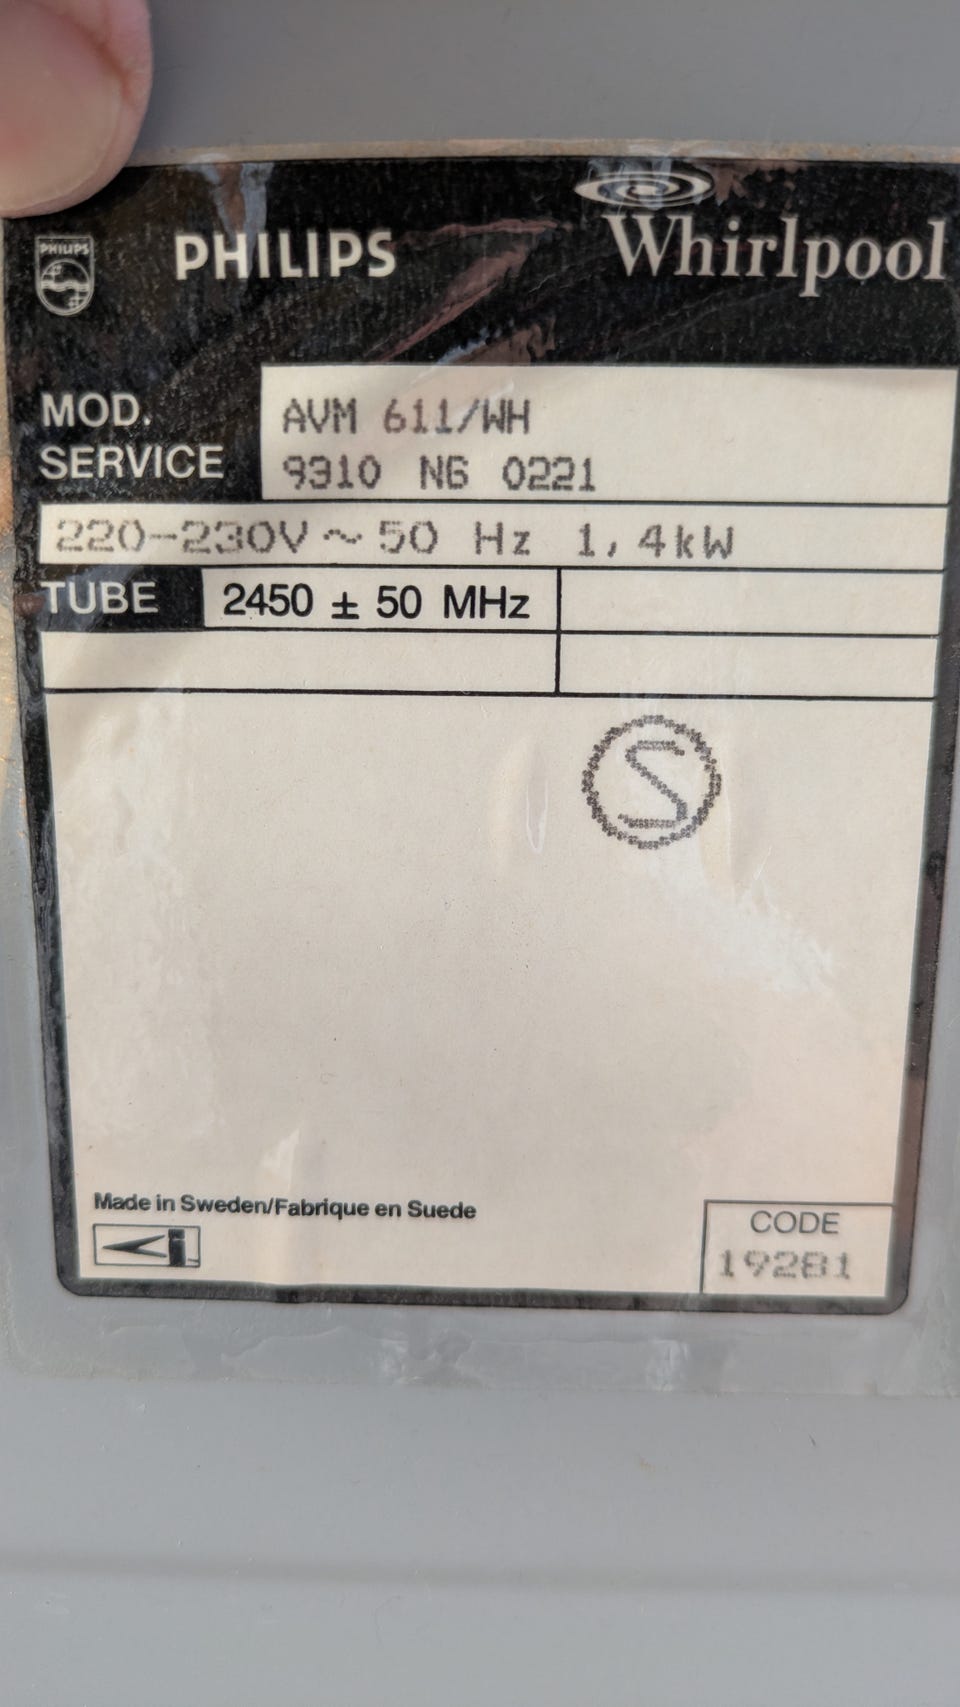 PHILIPS
PHILIPS
Whirlpool
MOD. AVM 611/WH
SERVICE 9310 NG 0221
220-230V ~ 50 Hz 1,4kW
TUBE 2450 ± 50 MHz
S
Made in Sweden/Fabrique en Suede
CODE
19281